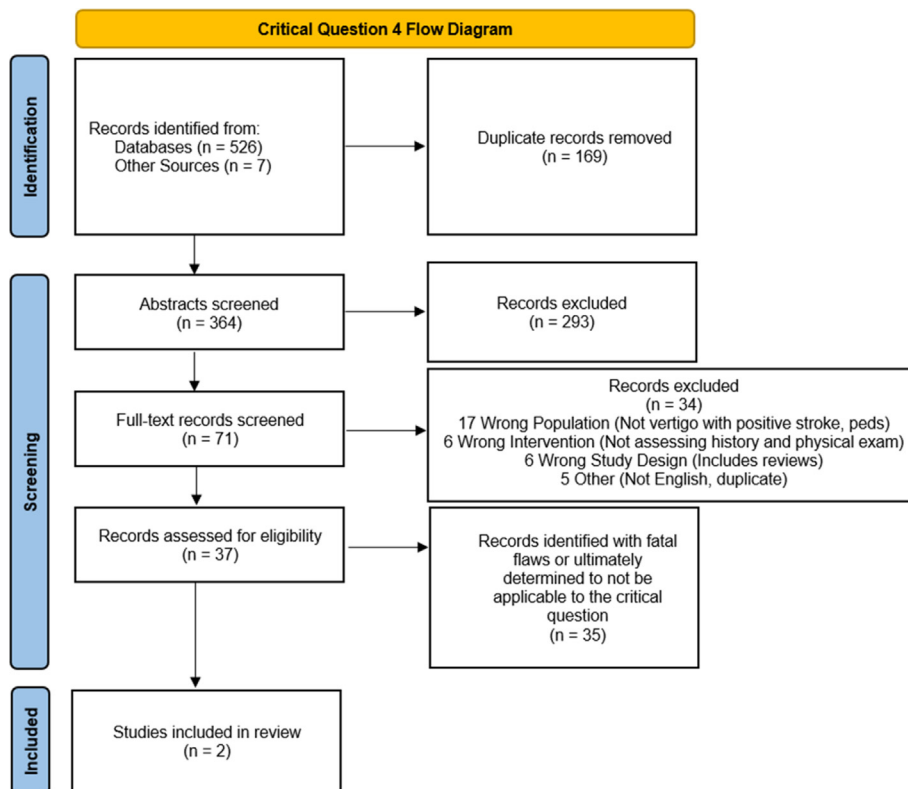 Critical Question 4 Flow Diagram
Identification
Records identified from:
Databases (n = 526)
Other Sources (n = 7)
Duplicate records removed
(n = 169)
Screening
Abstracts screened
(n = 364)
Records excluded
(n = 293)
Full-text records screened
(n = 71)
Records excluded
(n = 34)
17 Wrong Population (Not vertigo with positive stroke, peds)
6 Wrong Intervention (Not assessing history and physical exam)
6 Wrong Study Design (Includes reviews)
5 Other (Not English, duplicate)
Records assessed for eligibility
(n = 37)
Records identified with fatal
flaws or ultimately
determined to not be
applicable to the critical
question
(n = 35)
Included
Studies included in review
(n = 2)